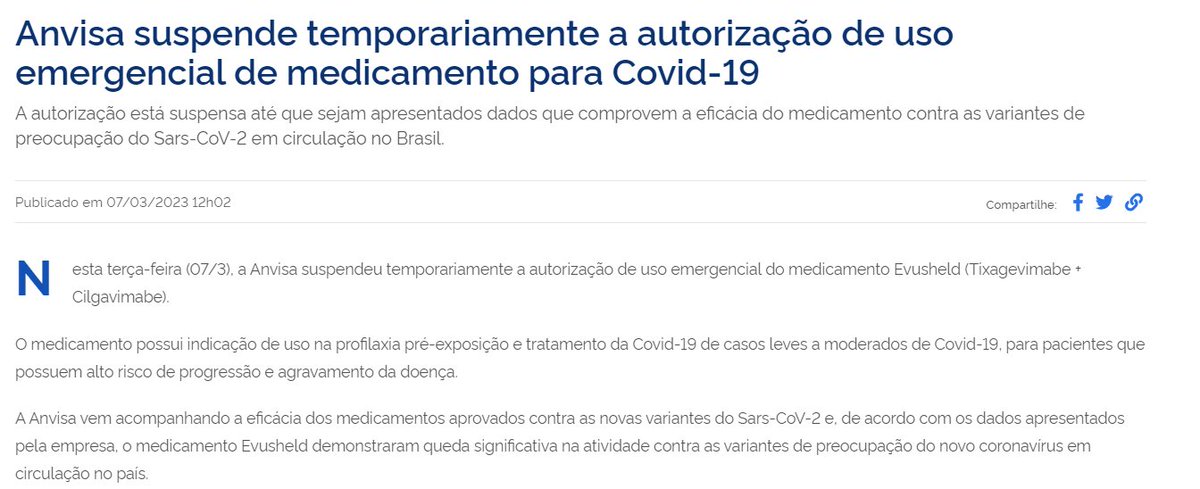 Anvisa suspende temporariamente a autorização de uso
emergencial de medicamento para Covid-19
A autorização está suspensa até que sejam apresentados dados que comprovem a eficácia do medicamento contra as variantes de
preocupação do Sars-CoV-2 em circulação no Brasil.
Publicado em 07/03/2023 12h02
Compartilhe:
Nesta terça-feira (07/3), a Anvisa suspendeu temporariamente a autorização de uso emergencial do medicamento Evusheld (Tixagevimabe +
Cilgavimabe).
O medicamento possui indicação de uso na profilaxia pré-exposição e tratamento da Covid-19 de casos leves a moderados de Covid-19, para pacientes que
possuem alto risco de progressão e agravamento da doença.
A Anvisa vem acompanhando a eficácia dos medicamentos aprovados contra as novas variantes do Sars-CoV-2 e, de acordo com os dados apresentados
pela empresa, o medicamento Evusheld demonstraram queda significativa na atividade contra as variantes de preocupação do novo coronavírus em
circulação no país.